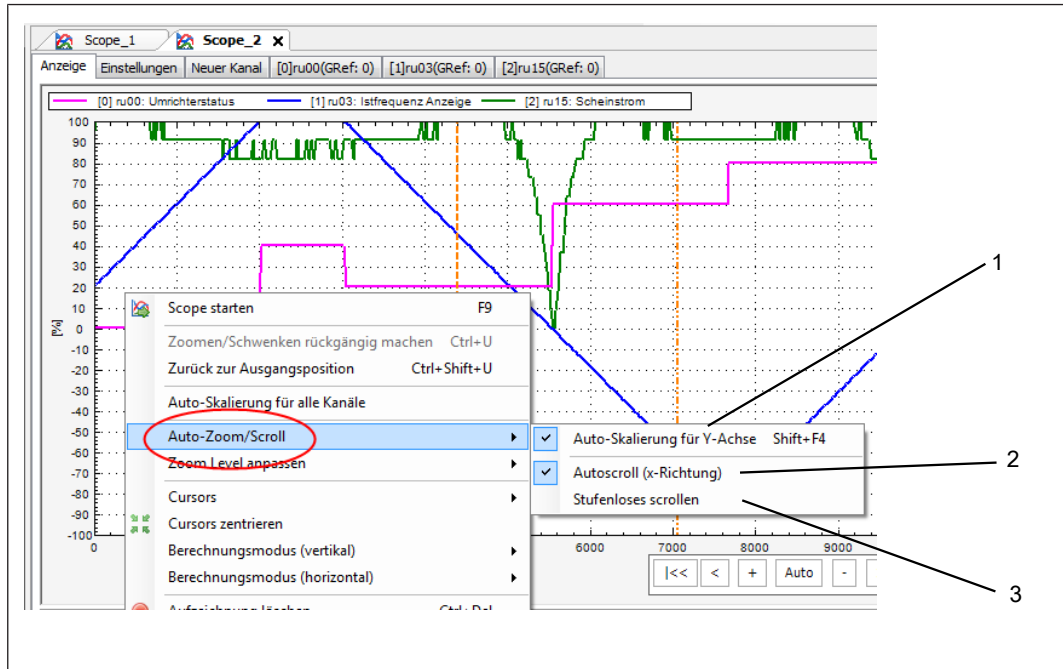 Scope_1 Scope_2 x
Anzeige Einstellungen Neuer Kanal [0]ru00(GRef: 0) [1]ru03(GRef: 0) [2]ru15(GRef: 0)
[0] ru00: Umrichterstatus [1] ru03: Istfrequenz Anzeige [2] ru15: Scheinstrom
100
90
80
70
60
50
40
30
20
10
0
-10
-20
-30
-40
-50
-60
-70
-80
-90
-100
[%]
0 6000 7000 8000 9000
Scope starten F9
Zoomen/Schwenken rückgängig machen Ctrl+U
Zurück zur Ausgangsposition Ctrl+Shift+U
Auto-Skalierung für alle Kanäle
Auto-Zoom/Scroll
Zoom Level anpassen
Cursors
Cursors zentrieren
Berechnungsmodus (vertikal)
Berechnungsmodus (horizontal)
Auto-Skalierung für Y-Achse Shift+F4
Autoscroll (x-Richtung)
Stufenloses scrollen
|<< < + Auto -
1
2
3